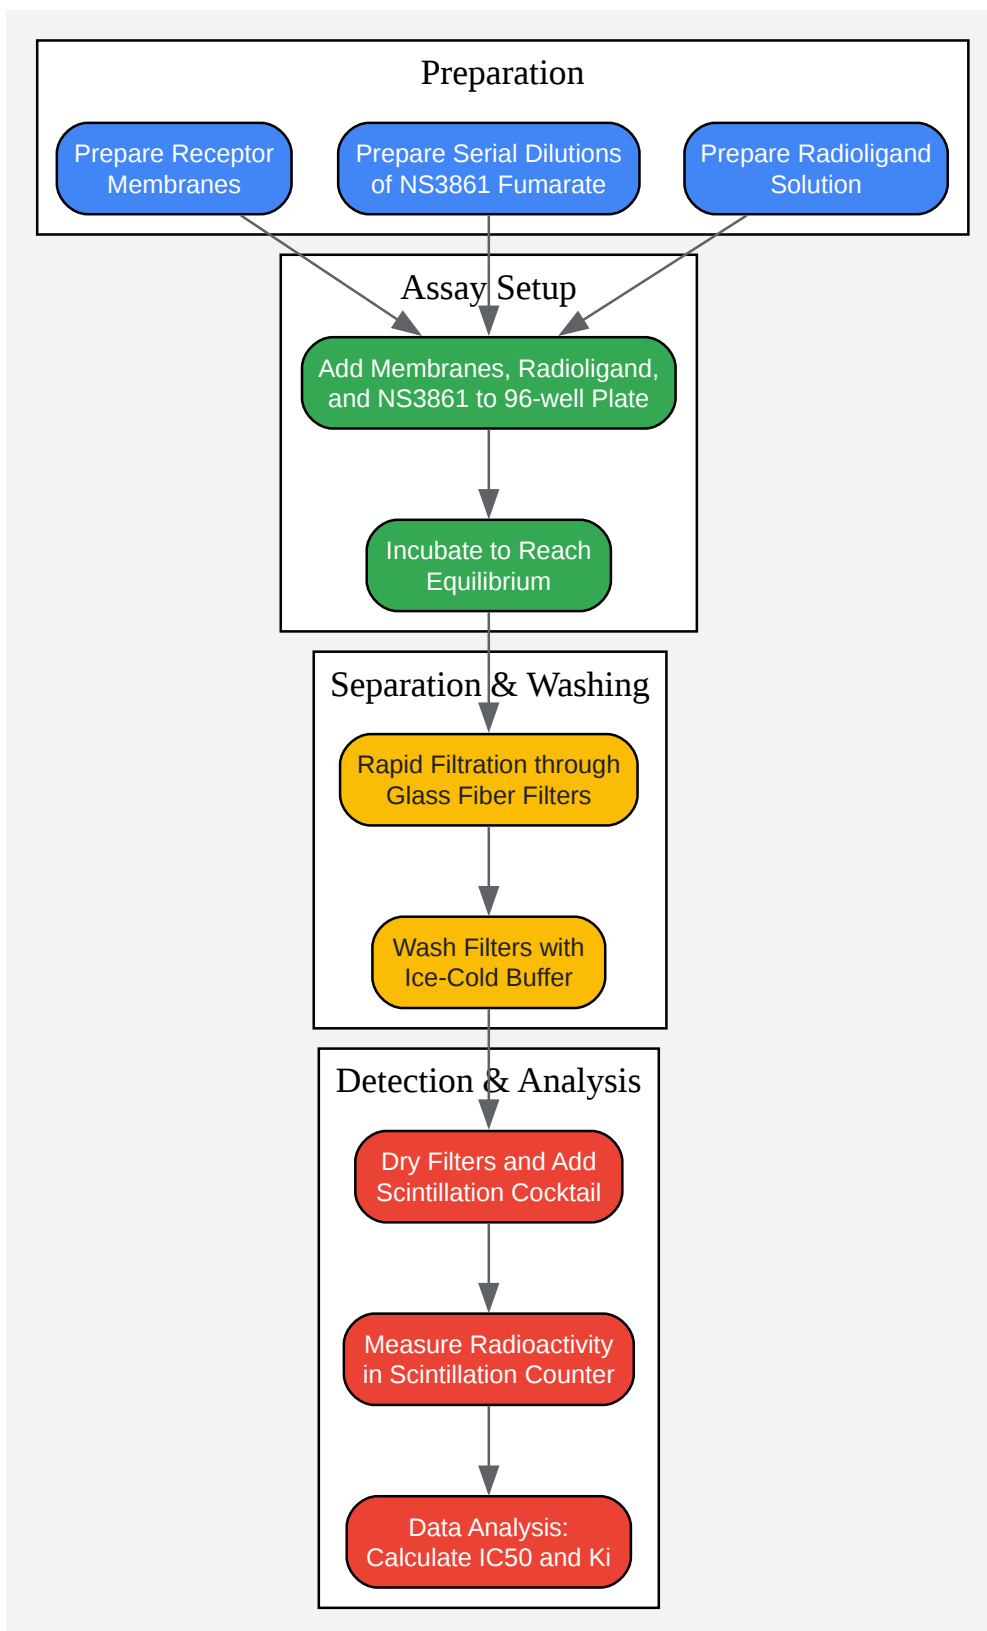 Preparation
Prepare Receptor
Membranes
Prepare Serial Dilutions
of NS3861 Fumarate
Prepare Radioligand
Solution
Assay Setup
Add Membranes, Radioligand,
and NS3861 to 96-well Plate
Incubate to Reach
Equilibrium
Separation & Washing
Rapid Filtration through
Glass Fiber Filters
Wash Filters with
Ice-Cold Buffer
Detection & Analysis
Dry Filters and Add
Scintillation Cocktail
Measure Radioactivity
in Scintillation Counter
Data Analysis:
Calculate IC50 and Ki